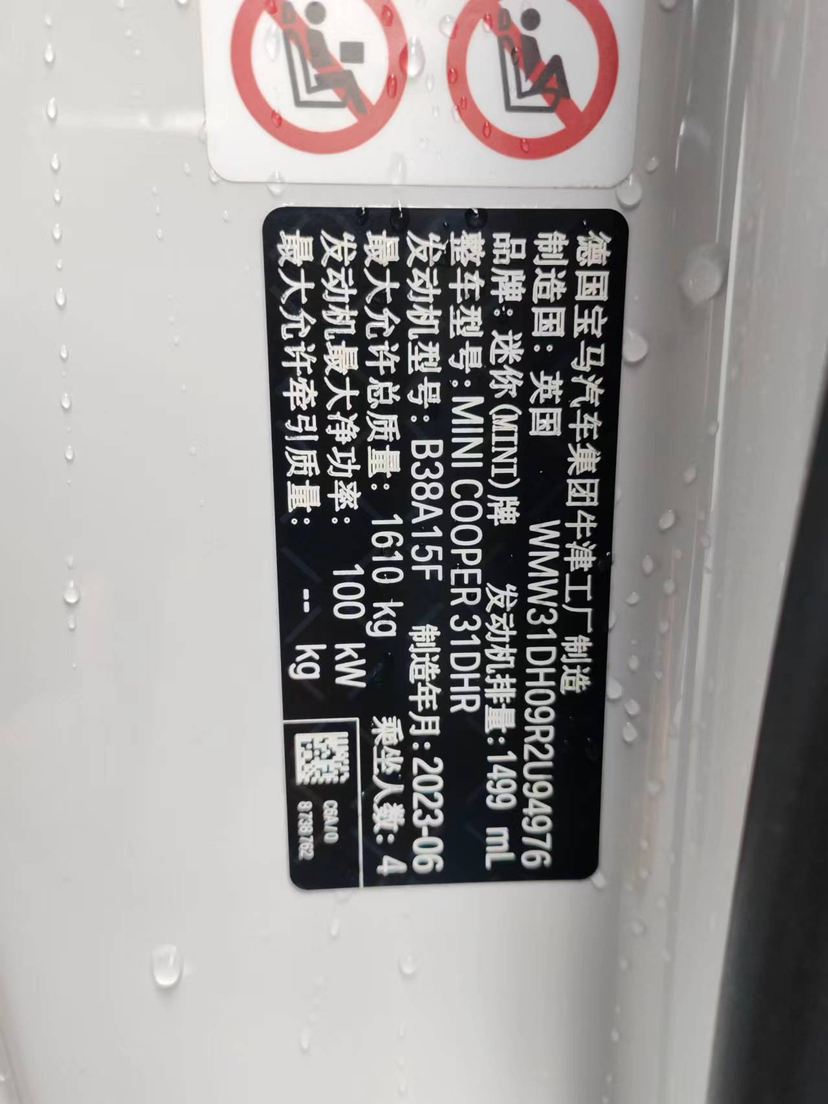 德国宝马汽车集团牛津工厂制造
制造国：英国 WMW31DH09R2U94976
品牌：迷你(MINI)牌 发动机排量：1499 mL
整车型号：MINI COOPER 31DHR
发动机型号：B38A15F 制造年月：2023-06
最大允许总质量：1610 kg 乘坐人数：4
发动机最大净功率：100 kW
最大允许牵引质量：-- kg
C6A/0
8738762